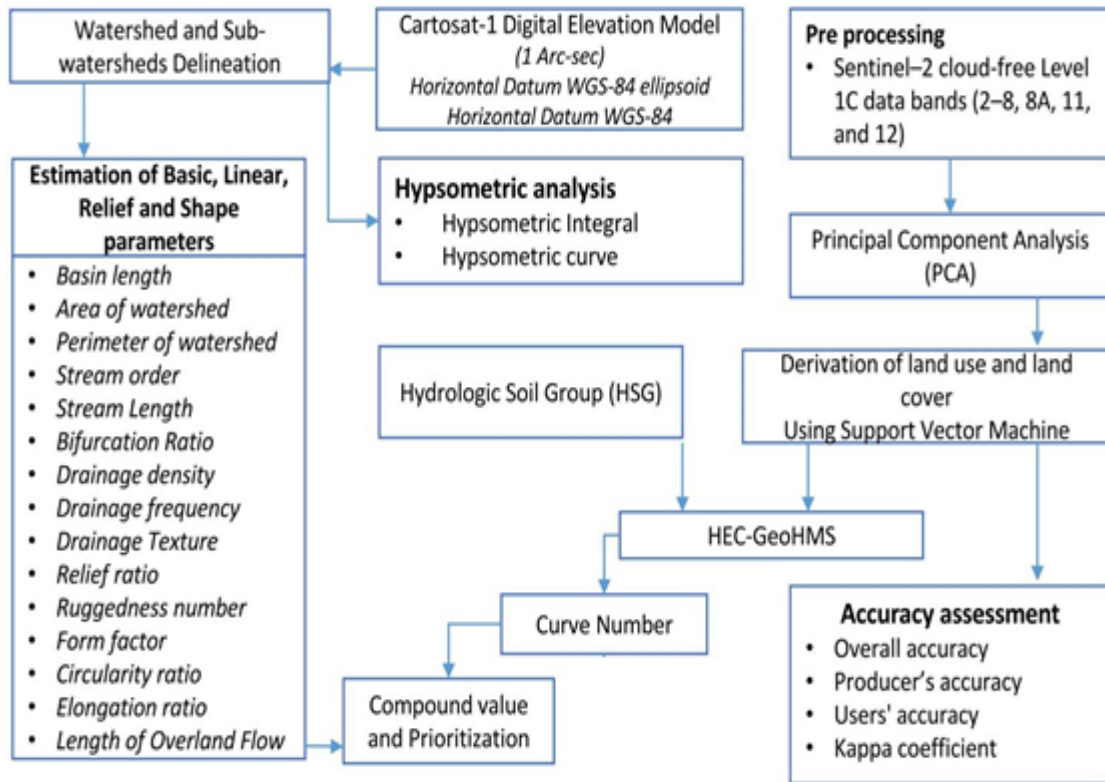 Watershed and Sub-
watersheds Delineation
Cartosat-1 Digital Elevation Model
(1 Arc-sec)
Horizontal Datum WGS-84 ellipsoid
Horizontal Datum WGS-84
Pre processing
• Sentinel–2 cloud-free Level
1C data bands (2–8, 8A, 11,
and 12)
Estimation of Basic, Linear,
Relief and Shape
parameters
• Basin length
• Area of watershed
• Perimeter of watershed
• Stream order
• Stream Length
• Bifurcation Ratio
• Drainage density
• Drainage frequency
• Drainage Texture
• Relief ratio
• Ruggedness number
• Form factor
• Circularity ratio
• Elongation ratio
• Length of Overland Flow
Hypsometric analysis
• Hypsometric Integral
• Hypsometric curve
Principal Component Analysis
(PCA)
Hydrologic Soil Group (HSG)
Derivation of land use and land
cover
Using Support Vector Machine
HEC-GeoHMS
Curve Number
Compound value
and Prioritization
Accuracy assessment
• Overall accuracy
• Producer’s accuracy
• Users' accuracy
• Kappa coefficient